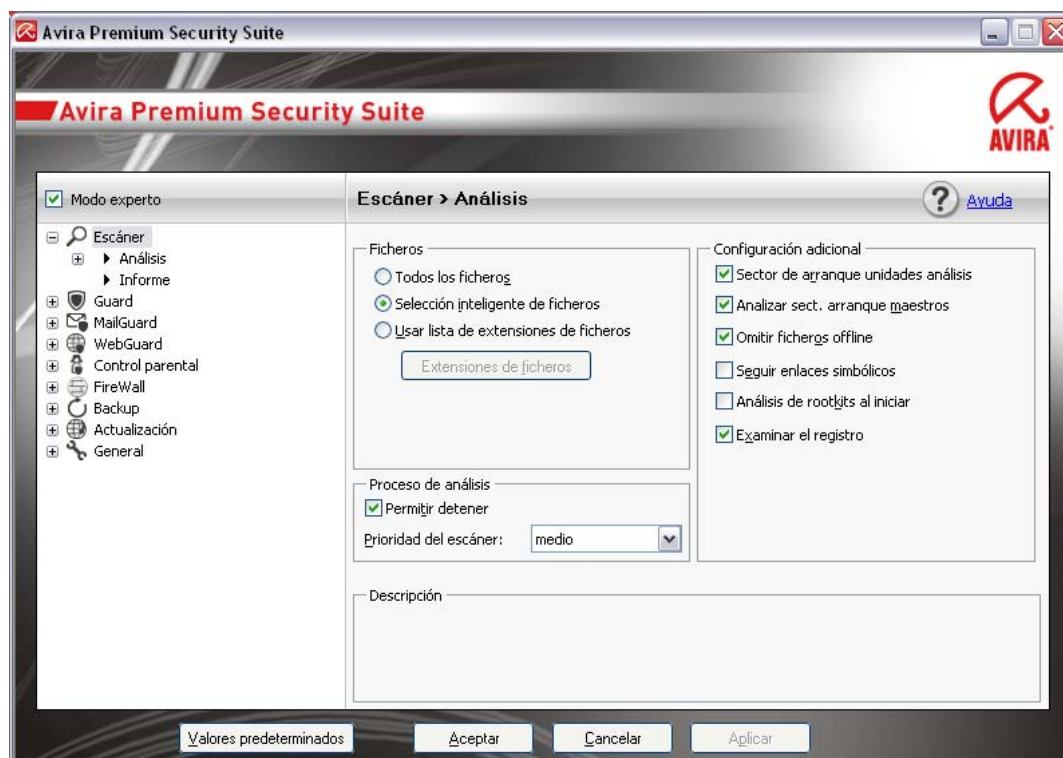 Avira Premium Security Suite
Avira Premium Security Suite
AVIRA
Modo experto
Escáner
Análisis
Informe
Guard
MailGuard
WebGuard
Control parental
FireWall
Backup
Actualización
General
Escáner > Análisis
? Ayuda
Ficheros
Todos los ficheros
Selección inteligente de ficheros
Usar lista de extensiones de ficheros
Extensiones de ficheros
Proceso de análisis
Permitir detener
Prioridad del escáner: medio
Configuración adicional
Sector de arranque unidades análisis
Analizar sect. arranque maestros
Omitir ficheros offline
Seguir enlaces simbólicos
Análisis de rootkits al iniciar
Examinar el registro
Descripción
Valores predeterminados
Aceptar
Cancelar
Aplicar